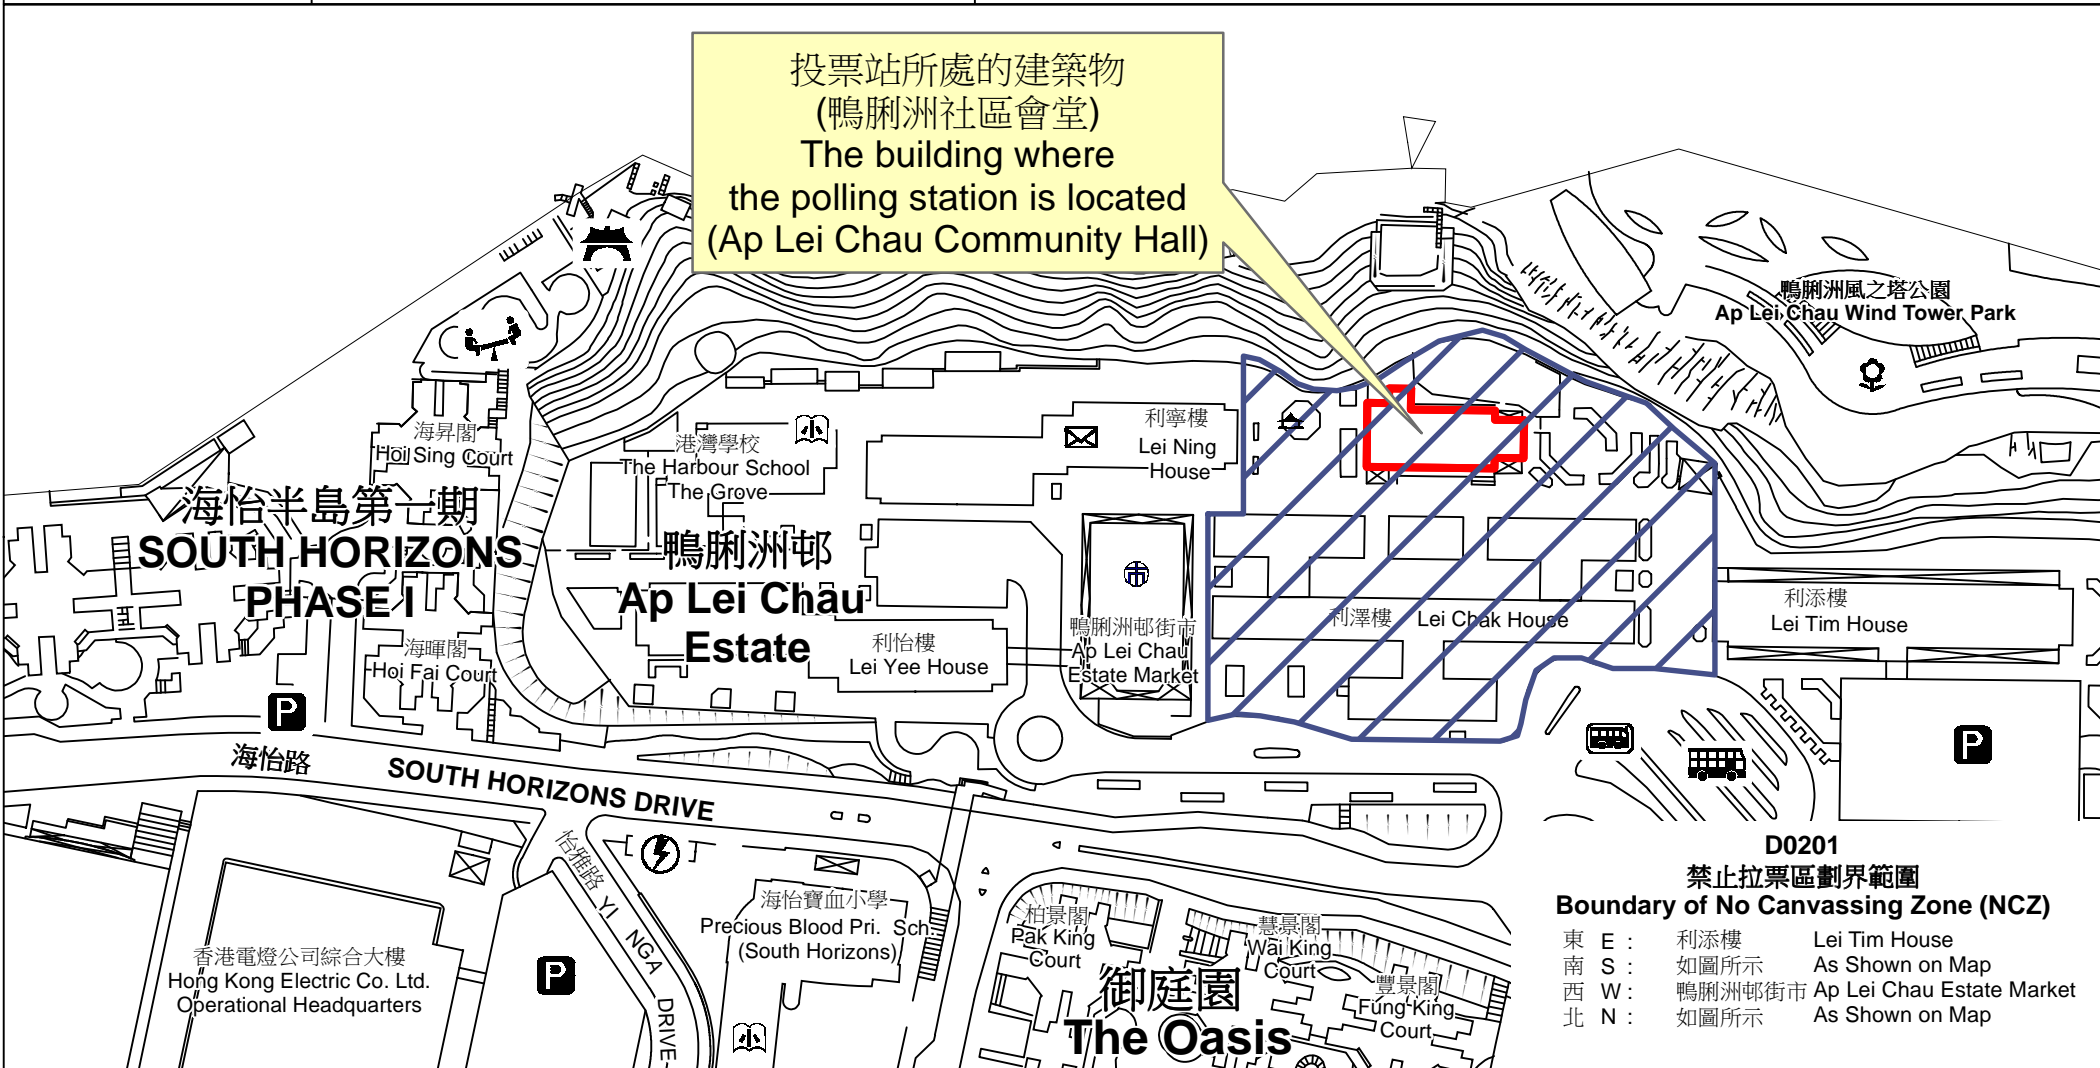 投票站所處的建築物
(鴨脷洲社區會堂)
The building where
the polling station is located
(Ap Lei Chau Community Hall)
鴨脷洲風之塔公園
Ap Lei Chau Wind Tower Park
海昇閣
Hoi Sing Court
港灣學校
The Harbour School
The Grove
小
利寧樓
Lei Ning
House
海怡半島第一期
SOUTH HORIZONS
PHASE I
鴨脷洲邨
Ap Lei Chau
Estate
市
海暉閣
Hoi Fai Court
利怡樓
Lei Yee House
鴨脷洲邨街市
Ap Lei Chau
Estate Market
利澤樓 Lei Chak House
利添樓
Lei Tim House
P
P
海怡路
SOUTH HORIZONS DRIVE
怡雅路 YI NGA DRIVE
海怡寶血小學
Precious Blood Pri. Sch.
(South Horizons)
小
香港電燈公司綜合大樓
Hong Kong Electric Co. Ltd.
Operational Headquarters
P
柏景閣
Pak King
Court
慧景閣
Wai King
Court
豐景閣
Fung King
Court
御庭園
The Oasis
D0201
禁止拉票區劃界範圍
Boundary of No Canvassing Zone (NCZ)
東 E : 利添樓 Lei Tim House
南 S : 如圖所示 As Shown on Map
西 W : 鴨脷洲邨街市 Ap Lei Chau Estate Market
北 N : 如圖所示 As Shown on Map